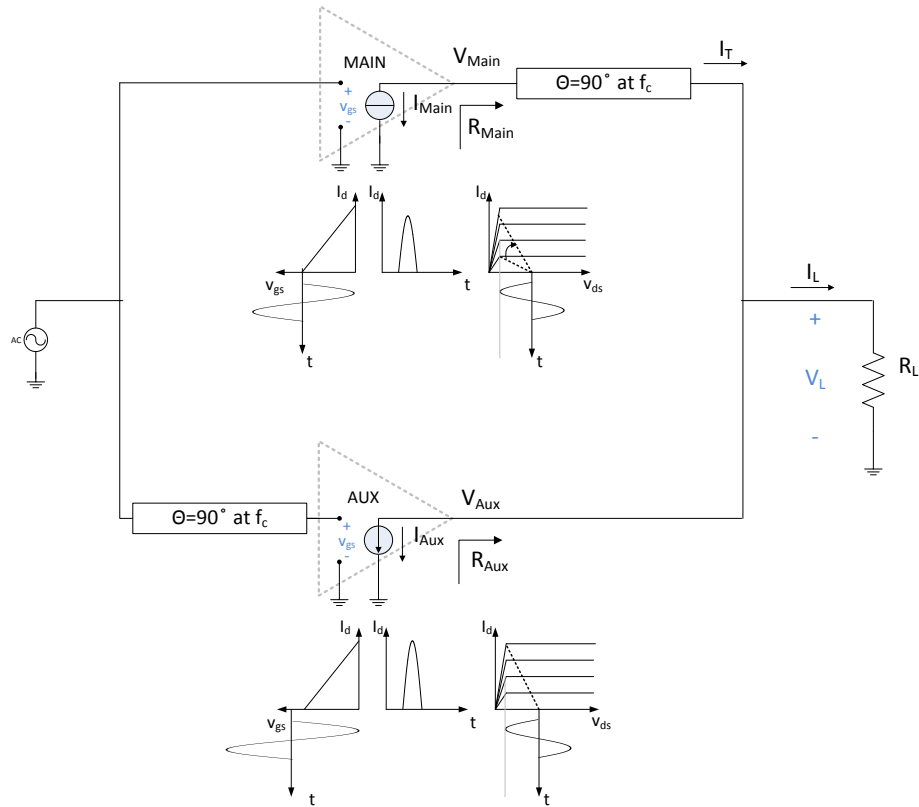 MAIN
V_Main
I_T
Θ=90˚ at f_c
+
v_gs
-
I_Main
R_Main
I_d
I_d
I_d
v_gs
t
v_ds
t
t
I_L
AC
+
V_L
-
R_L
AUX
V_Aux
Θ=90˚ at f_c
+
v_gs
-
I_Aux
R_Aux
I_d
I_d
I_d
v_gs
t
v_ds
t
t